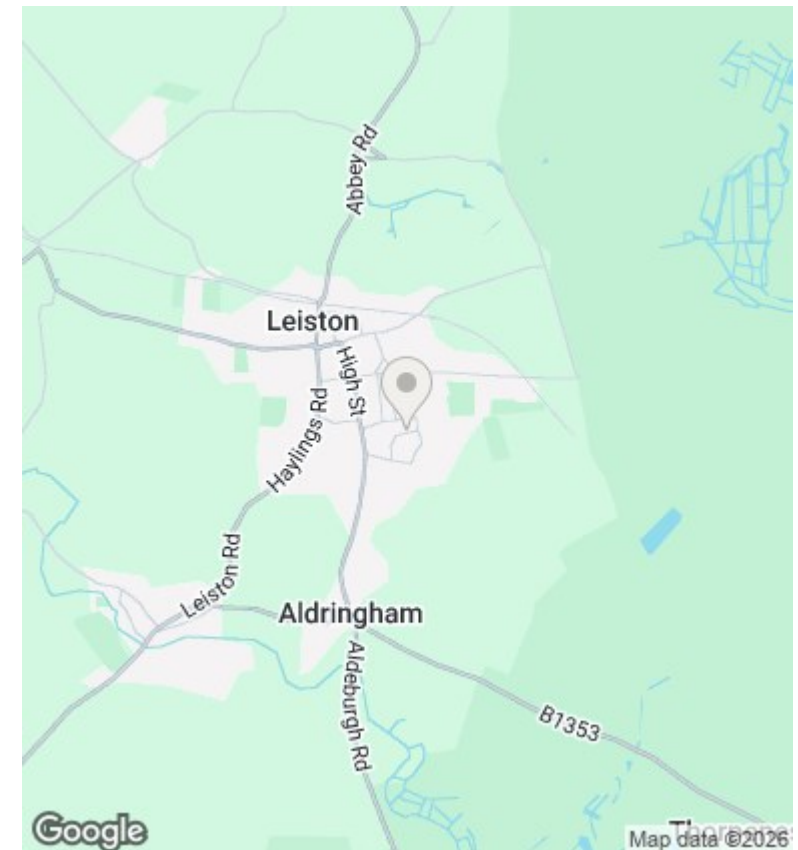 Abbey Rd
Leiston
High St
Haylings Rd
Leiston Rd
Aldringham
Aldeburgh Rd
B1353
Google
Map data ©2026